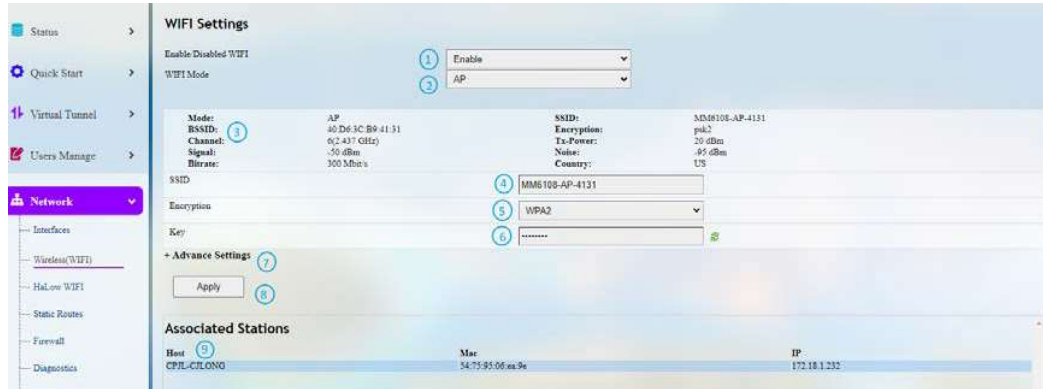 Status
Quick Start
Virtual Tunnel
Users Manage
Network
Interfaces
Wireless(WIFI)
HaLow WIFI
Static Routes
Firewall
Diagnostics
WIFI Settings
Enable/Disabled WIFI 1 Enable
WIFI Mode 2 AP
Mode: AP SSID: MM6108-AP-4131
BSSID: 3 40:D6:3C:B9:41:31 Encryption: psk2
Channel: 6(2.437 GHz) Tx-Power: 20 dBm
Signal: -50 dBm Noise: -95 dBm
Bitrate: 300 Mbit/s Country: US
SSID 4 MM6108-AP-4131
Encryption 5 WPA2
Key 6 ••••••••
+ Advance Settings 7
Apply 8
Associated Stations
Host 9 Mac IP
CPJL-CJLONG 54:75:95:06:ea:9e 172.18.1.232